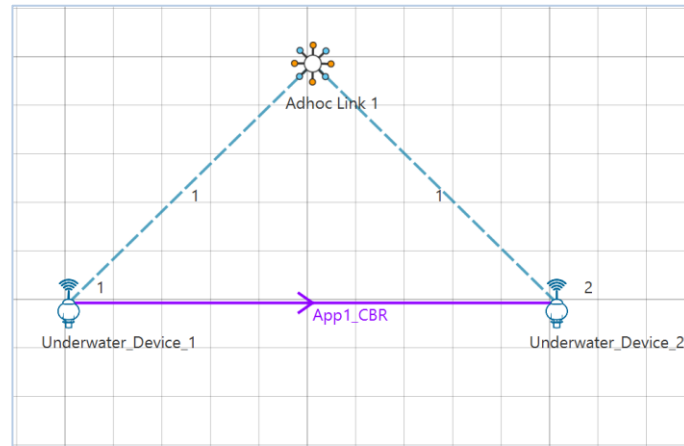 Adhoc Link 1
1
1
1
2
App1_CBR
Underwater_Device_1
Underwater_Device_2